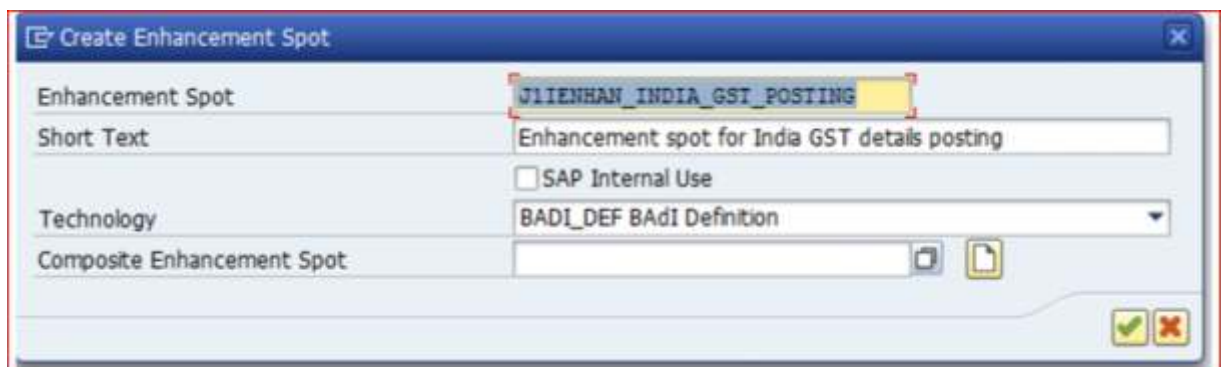 Create Enhancement Spot
Enhancement Spot J1IENHAN_INDIA_GST_POSTING
Short Text Enhancement spot for India GST details posting
SAP Internal Use
Technology BADI_DEF BAdI Definition
Composite Enhancement Spot